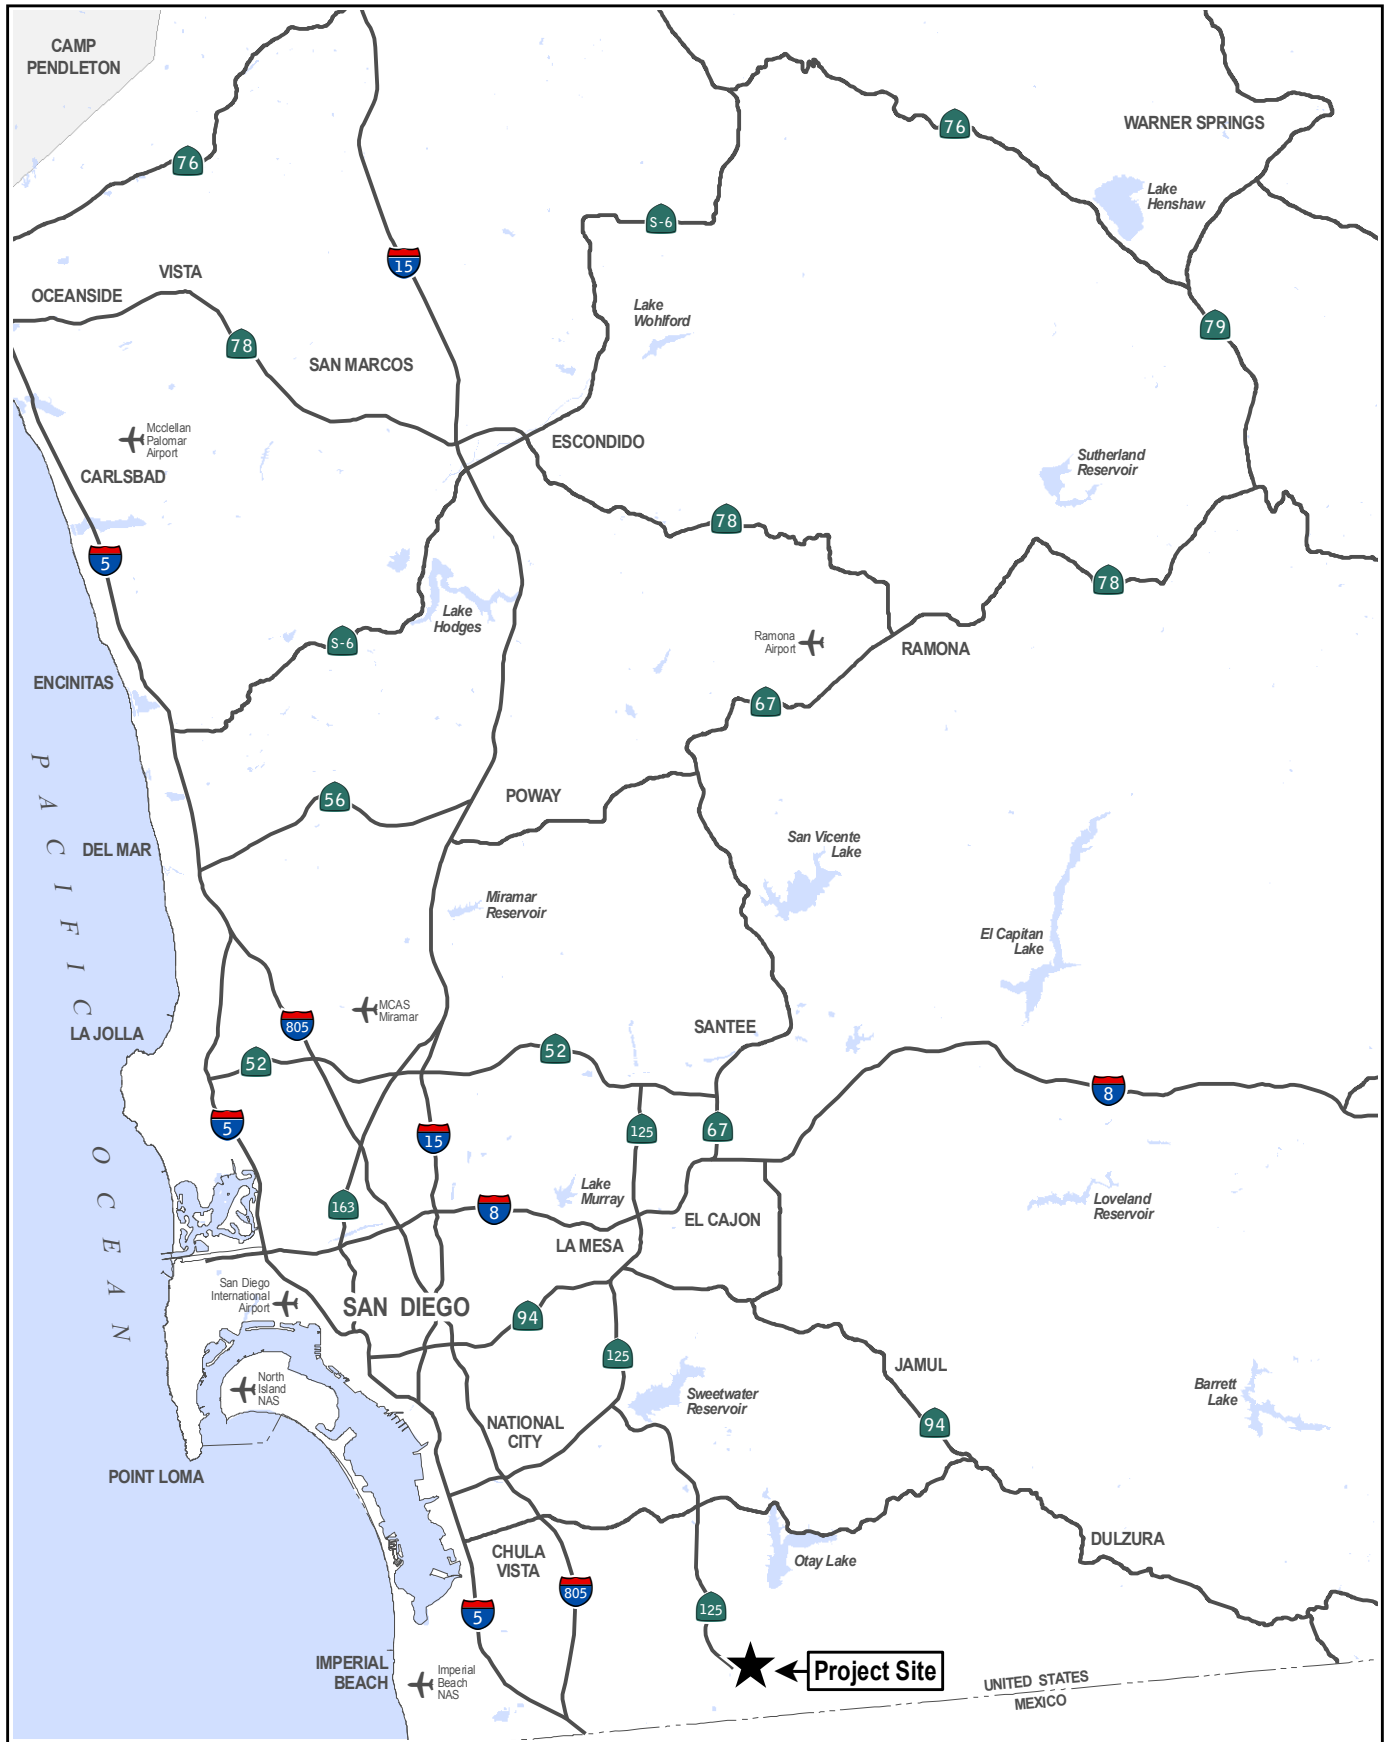 CAMP
PENDLETON
76
76
WARNER SPRINGS
Lake
Henshaw
S-6
15
VISTA
OCEANSIDE
Lake
Wohlford
79
78
SAN MARCOS
Mcclellan
Palomar
Airport
ESCONDIDO
CARLSBAD
Sutherland
Reservoir
78
5
78
Lake
Hodges
S-6
Ramona
Airport
RAMONA
ENCINITAS
67
PACIFIC
56
POWAY
DEL MAR
San Vicente
Lake
Miramar
Reservoir
El Capitan
Lake
MCAS
Miramar
805
SANTEE
LA JOLLA
52
52
8
5
15
125
67
OCEAN
163
Lake
Murray
8
Loveland
Reservoir
EL CAJON
LA MESA
San Diego
International
Airport
SAN DIEGO
94
125
JAMUL
North
Island
NAS
Sweetwater
Reservoir
Barrett
Lake
NATIONAL
CITY
94
POINT LOMA
DULZURA
CHULA
VISTA
Otay Lake
805
5
125
IMPERIAL
BEACH
Imperial
Beach
NAS
Project Site
UNITED STATES
MEXICO